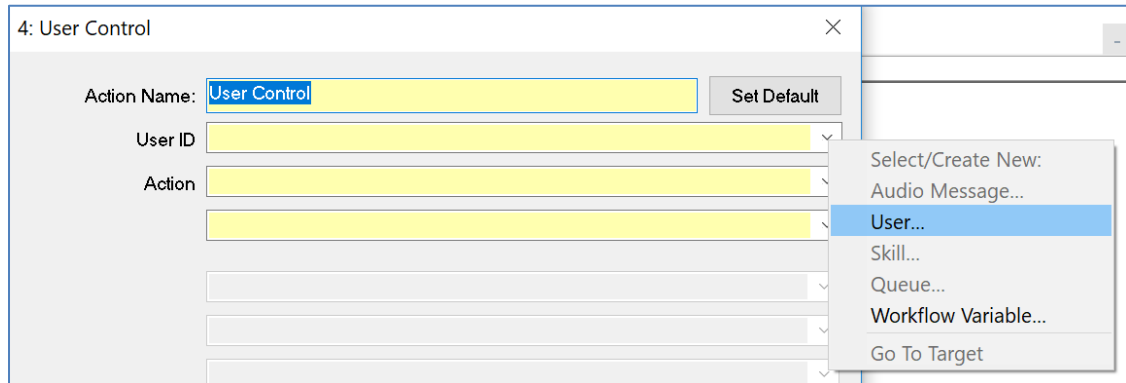 4: User Control
Action Name: User Control Set Default
User ID
Action
Select/Create New:
Audio Message...
User...
Skill...
Queue...
Workflow Variable...
Go To Target